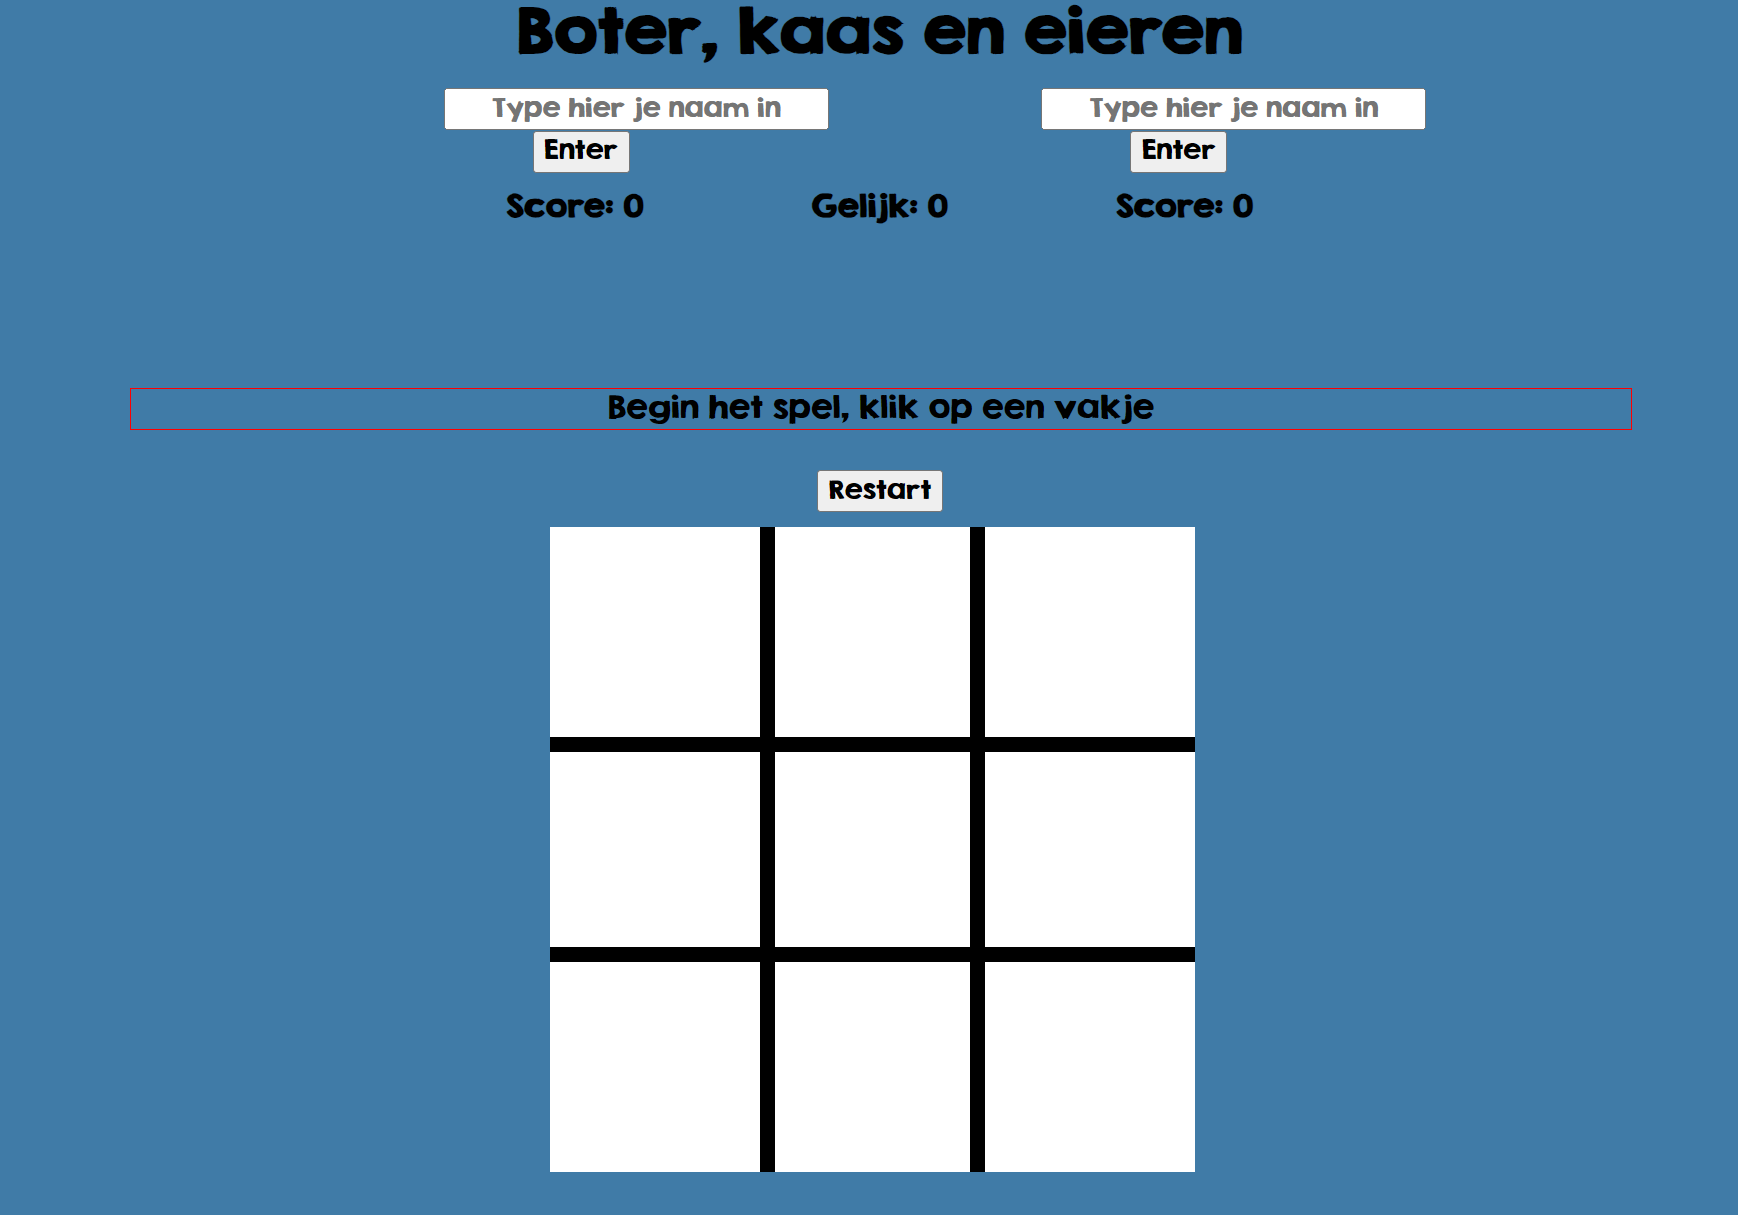 Boter, kaas en eieren
Type hier je naam in Type hier je naam in
Enter Enter
Score: 0 Gelijk: 0 Score: 0
Begin het spel, klik op een vakje
Restart